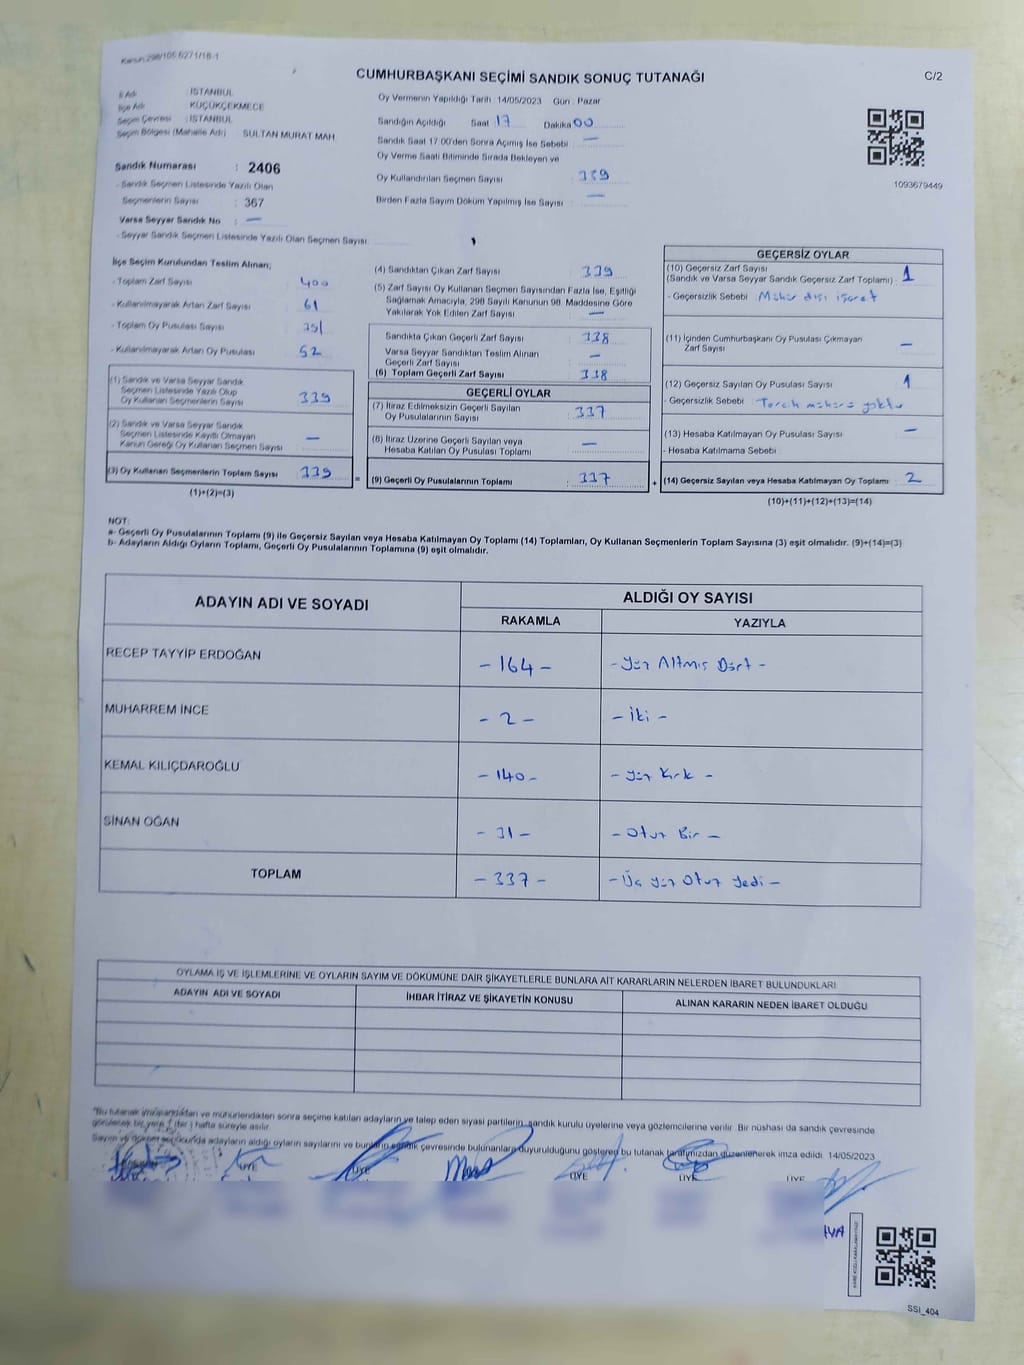 Kanun:298/105,6271/18-1
CUMHURBAŞKANI SEÇİMİ SANDIK SONUÇ TUTANAĞI
C/2
İl Adı : İSTANBUL
İlçe Adı : KÜÇÜKÇEKMECE
Seçim Çevresi : İSTANBUL
Seçim Bölgesi (Mahalle Adı) SULTAN MURAT MAH.
Sandık Numarası : 2406
- Sandık Seçmen Listesinde Yazılı Olan
Seçmenlerin Sayısı : 367
Varsa Seyyar Sandık No : —
- Seyyar Sandık Seçmen Listesinde Yazılı Olan Seçmen Sayısı:
Oy Vermenin Yapıldığı Tarih :14/05/2023 Gün : Pazar
Sandığın Açıldığı Saat :17 Dakika 00
Sandık Saat 17:00'den Sonra Açımış İse Sebebi : —
Oy Verme Saati Bitiminde Sırada Bekleyen ve
Oy Kullandırılan Seçmen Sayısı : 339
Birden Fazla Sayım Döküm Yapılmış İse Sayısı : —
1093679449
İlçe Seçim Kurulundan Teslim Alınan;
- Toplam Zarf Sayısı : 400
- Kullanılmayarak Artan Zarf Sayısı : 61
- Toplam Oy Pusulası Sayısı : 391
- Kullanılmayarak Artan Oy Pusulası : 52
(1) Sandık ve Varsa Seyyar Sandık
Seçmen Listesinde Yazılı Olup
Oy Kullanan Seçmenlerin Sayısı : 339
(2) Sandık ve Varsa Seyyar Sandık
Seçmen Listesinde Kayıtlı Olmayan
Kanun Gereği Oy Kullanan Seçmen Sayısı : —
(3) Oy Kullanan Seçmenlerin Toplam Sayısı : 339 =
(1)+(2)=(3)
(4) Sandıktan Çıkan Zarf Sayısı : 339
(5) Zarf Sayısı Oy Kullanan Seçmen Sayısından Fazla İse, Eşitliği
Sağlamak Amacıyla, 298 Sayılı Kanunun 98. Maddesine Göre
Yakılarak Yok Edilen Zarf Sayısı : —
Sandıkta Çıkan Geçerli Zarf Sayısı : 338
Varsa Seyyar Sandıktan Teslim Alınan
Geçerli Zarf Sayısı : —
(6) Toplam Geçerli Zarf Sayısı : 338
GEÇERLİ OYLAR
(7) İtiraz Edilmeksizin Geçerli Sayılan
Oy Pusulalarının Sayısı : 337
(8) İtiraz Üzerine Geçerli Sayılan veya
Hesaba Katılan Oy Pusulası Toplamı : —
(9) Geçerli Oy Pusulalarının Toplamı : 337 +
GEÇERSİZ OYLAR
(10) Geçersiz Zarf Sayısı
(Sandık ve Varsa Seyyar Sandık Geçersiz Zarf Toplamı) : 1
- Geçersizlik Sebebi : Mühür dışı işaret
(11) İçinden Cumhurbaşkanı Oy Pusulası Çıkmayan
Zarf Sayısı : —
(12) Geçersiz Sayılan Oy Pusulası Sayısı : 1
- Geçersizlik Sebebi : Tercih mührü yoktur
(13) Hesaba Katılmayan Oy Pusulası Sayısı : —
- Hesaba Katılmama Sebebi :
(14) Geçersiz Sayılan veya Hesaba Katılmayan Oy Toplamı : 2
(10)+(11)+(12)+(13)=(14)
NOT:
a- Geçerli Oy Pusulalarının Toplamı (9) ile Geçersiz Sayılan veya Hesaba Katılmayan Oy Toplamı (14) Toplamları, Oy Kullanan Seçmenlerin Toplam Sayısına (3) eşit olmalıdır. (9)+(14)=(3)
b- Adayların Aldığı Oyların Toplamı, Geçerli Oy Pusulalarının Toplamına (9) eşit olmalıdır.
ADAYIN ADI VE SOYADI
ALDIĞI OY SAYISI
RAKAMLA YAZIYLA
RECEP TAYYİP ERDOĞAN -164- -Yüz Altmış Dört-
MUHARREM İNCE -2- -İki-
KEMAL KILIÇDAROĞLU -140- -Yüz Kırk-
SİNAN OĞAN -31- -Otuz Bir-
TOPLAM -337- -Üç Yüz Otuz Yedi-
OYLAMA İŞ VE İŞLEMLERİNE VE OYLARIN SAYIM VE DÖKÜMÜNE DAİR ŞİKAYETLERLE BUNLARA AİT KARARLARIN NELERDEN İBARET BULUNDUKLARI
ADAYIN ADI VE SOYADI
İHBAR İTİRAZ VE ŞİKAYETİN KONUSU
ALINAN KARARIN NEDEN İBARET OLDUĞU
"Bu tutanak imzalandıktan ve mühürlendikten sonra seçime katılan adayların ve talep eden siyasi partilerin, sandık kurulu üyelerine veya gözlemcilerine verilir. Bir nüshası da sandık çevresinde
görülecek bir yere 1 (bir) hafta süreyle asılır.
Sayım ve döküm sonucunda adayların aldığı oyların sayılarını ve bunların sandık çevresinde bulunanlara duyurulduğunu gösteren bu tutanak tarafımızdan düzenlenerek imza edildi. 14/05/2023
ÜYE ÜYE ÜYE ÜYE ÜYE
SSI_404